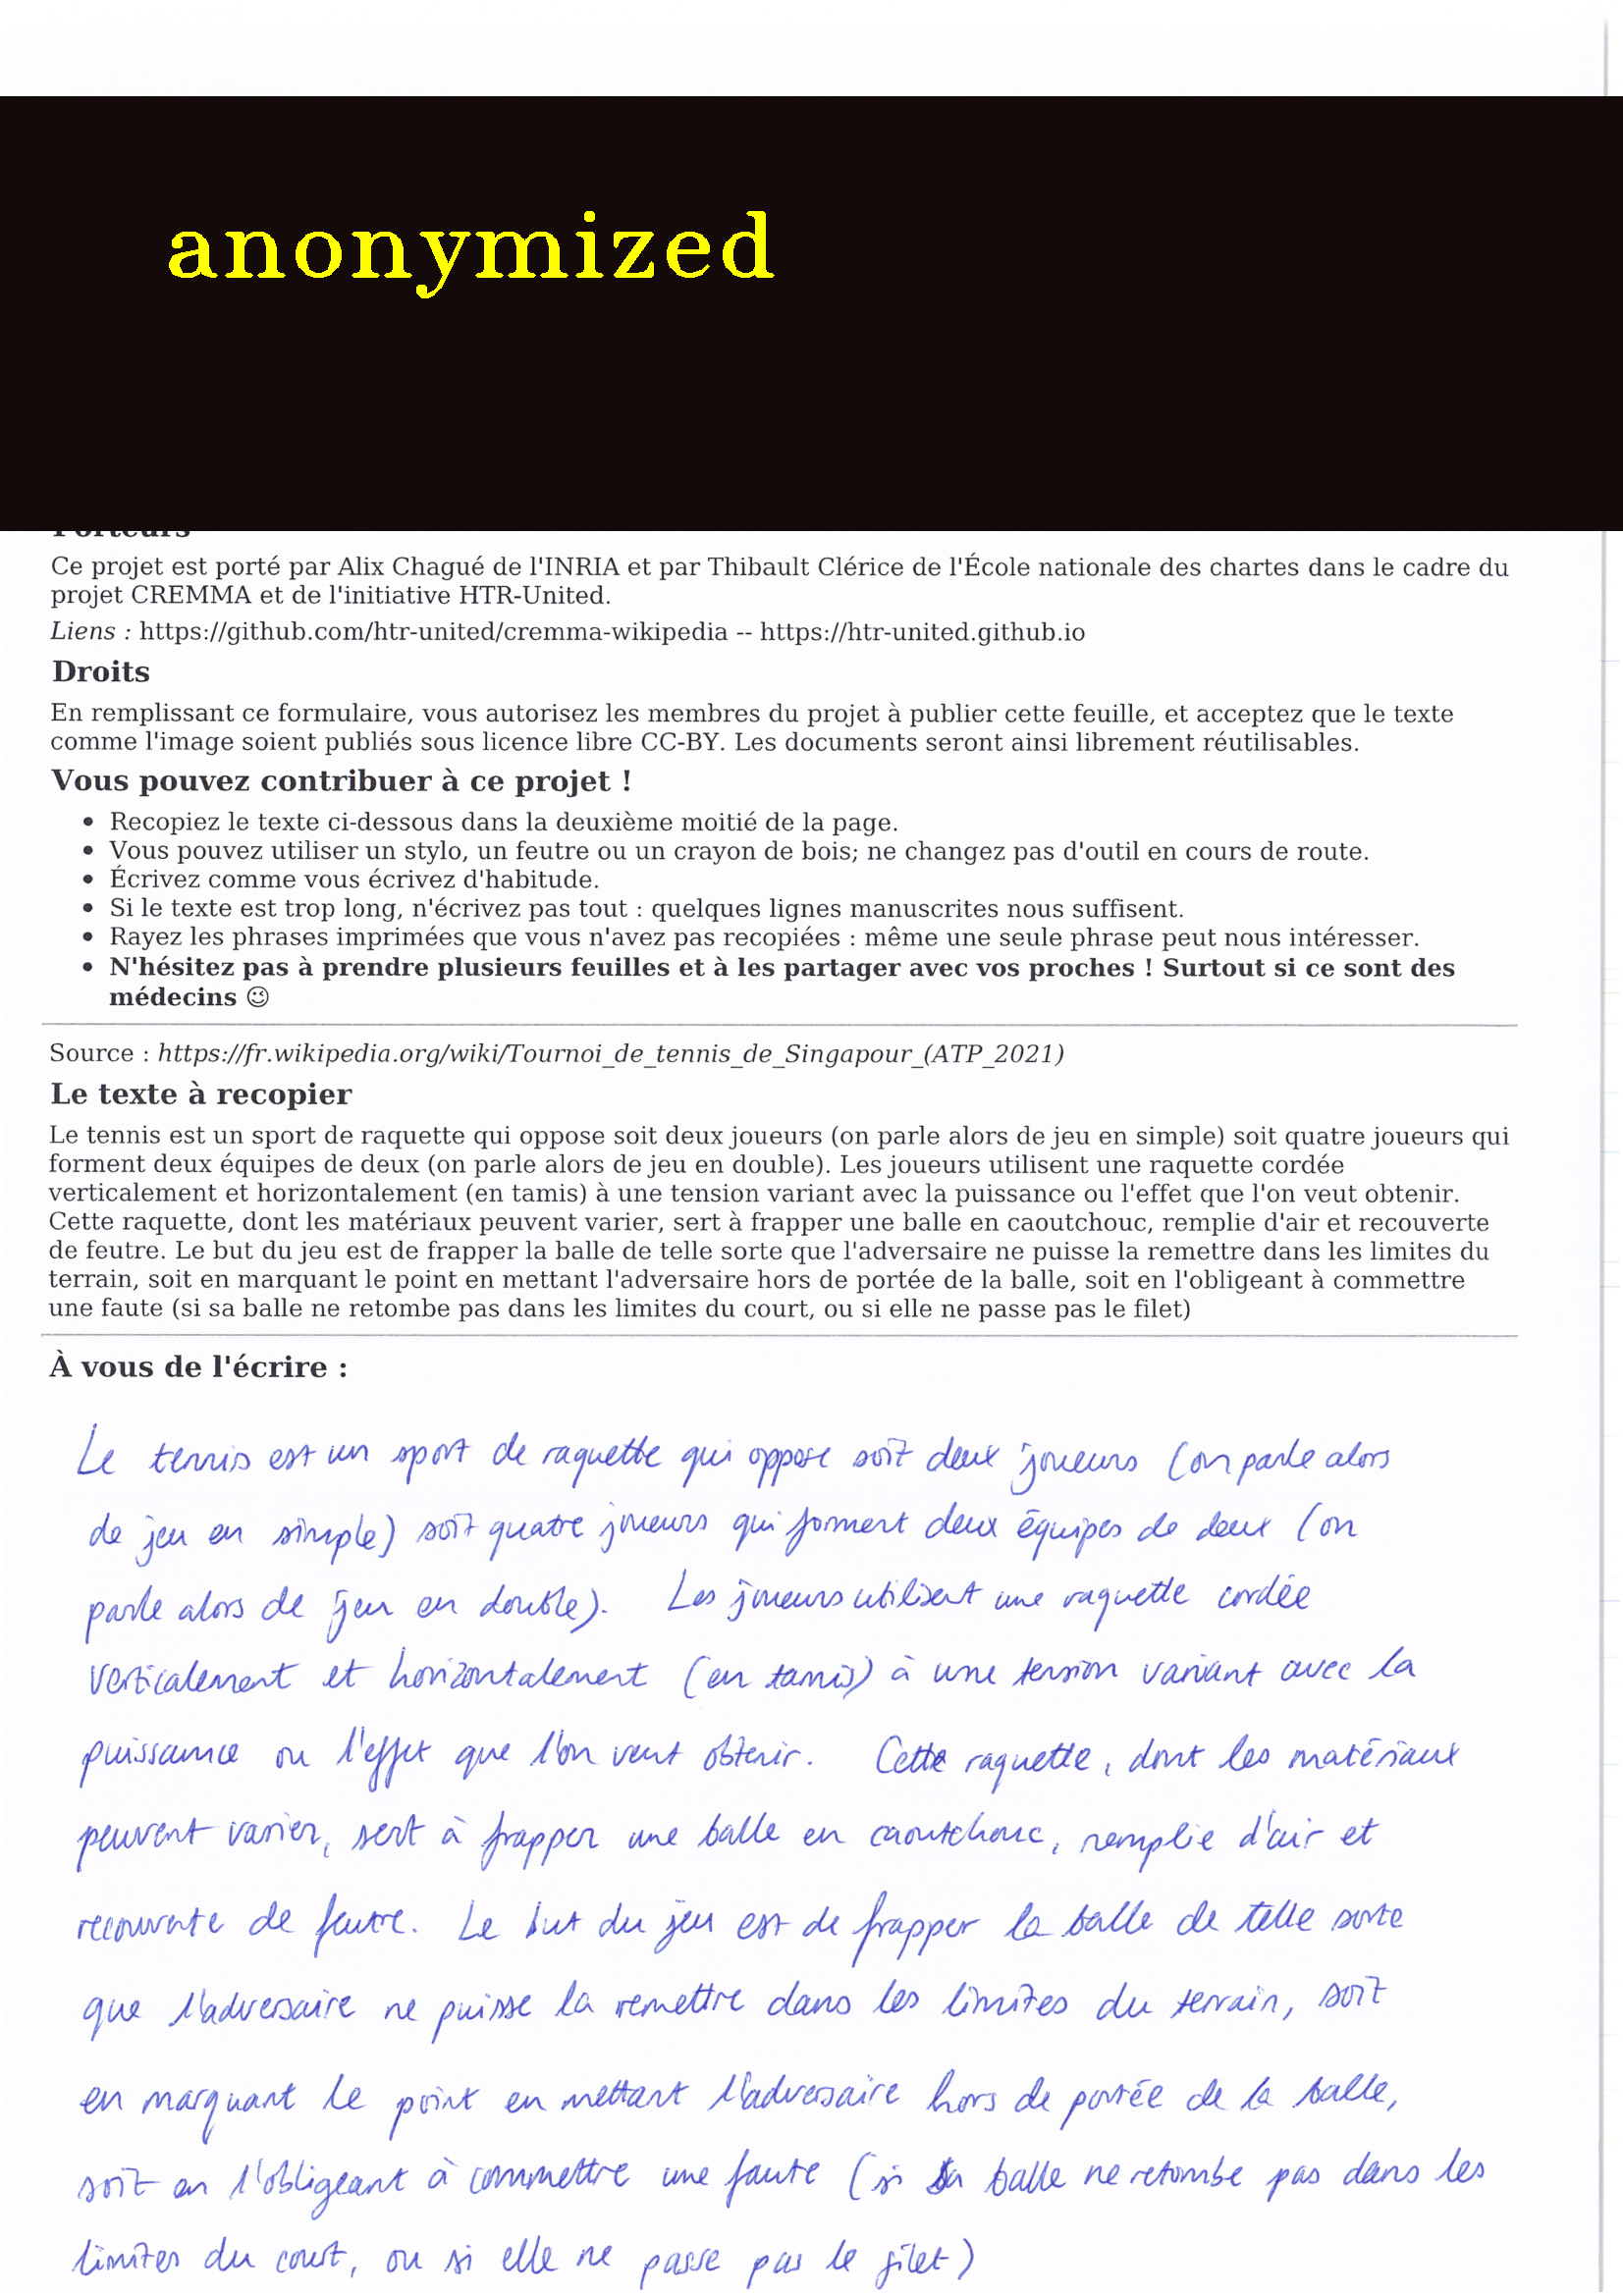 anonymized
Porteurs
Ce projet est porté par Alix Chagué de l'INRIA et par Thibault Clérice de l'École nationale des chartes dans le cadre du
projet CREMMA et de l'initiative HTR-United.
Liens : https://github.com/htr-united/cremma-wikipedia -- https://htr-united.github.io
Droits
En remplissant ce formulaire, vous autorisez les membres du projet à publier cette feuille, et acceptez que le texte
comme l'image soient publiés sous licence libre CC-BY. Les documents seront ainsi librement réutilisables.
Vous pouvez contribuer à ce projet !
• Recopiez le texte ci-dessous dans la deuxième moitié de la page.
• Vous pouvez utiliser un stylo, un feutre ou un crayon de bois; ne changez pas d'outil en cours de route.
• Écrivez comme vous écrivez d'habitude.
• Si le texte est trop long, n'écrivez pas tout : quelques lignes manuscrites nous suffisent.
• Rayez les phrases imprimées que vous n'avez pas recopiées : même une seule phrase peut nous intéresser.
• N'hésitez pas à prendre plusieurs feuilles et à les partager avec vos proches ! Surtout si ce sont des
médecins 😉
Source : https://fr.wikipedia.org/wiki/Tournoi_de_tennis_de_Singapour_(ATP_2021)
Le texte à recopier
Le tennis est un sport de raquette qui oppose soit deux joueurs (on parle alors de jeu en simple) soit quatre joueurs qui
forment deux équipes de deux (on parle alors de jeu en double). Les joueurs utilisent une raquette cordée
verticalement et horizontalement (en tamis) à une tension variant avec la puissance ou l'effet que l'on veut obtenir.
Cette raquette, dont les matériaux peuvent varier, sert à frapper une balle en caoutchouc, remplie d'air et recouverte
de feutre. Le but du jeu est de frapper la balle de telle sorte que l'adversaire ne puisse la remettre dans les limites du
terrain, soit en marquant le point en mettant l'adversaire hors de portée de la balle, soit en l'obligeant à commettre
une faute (si sa balle ne retombe pas dans les limites du court, ou si elle ne passe pas le filet)
À vous de l'écrire :
Le tennis est un sport de raquette qui oppose soit deux joueurs (on parle alors
de jeu en simple) soit quatre joueurs qui forment deux équipes de deux (on
parle alors de jeu en double). Les joueurs utilisent une raquette cordée
verticalement et horizontalement (en tamis) à une tension variant avec la
puissance ou l'effet que l'on veut obtenir. Cette raquette, dont les matériaux
peuvent varier, sert à frapper une balle en caoutchouc, remplie d'air et
recouverte de feutre. Le but du jeu est de frapper la balle de telle sorte
que l'adversaire ne puisse la remettre dans les limites du terrain, soit
en marquant le point en mettant l'adversaire hors de portée de la balle,
soit en l'obligeant à commettre une faute (si sa balle ne retombe pas dans les
limites du court, ou si elle ne passe pas le filet)